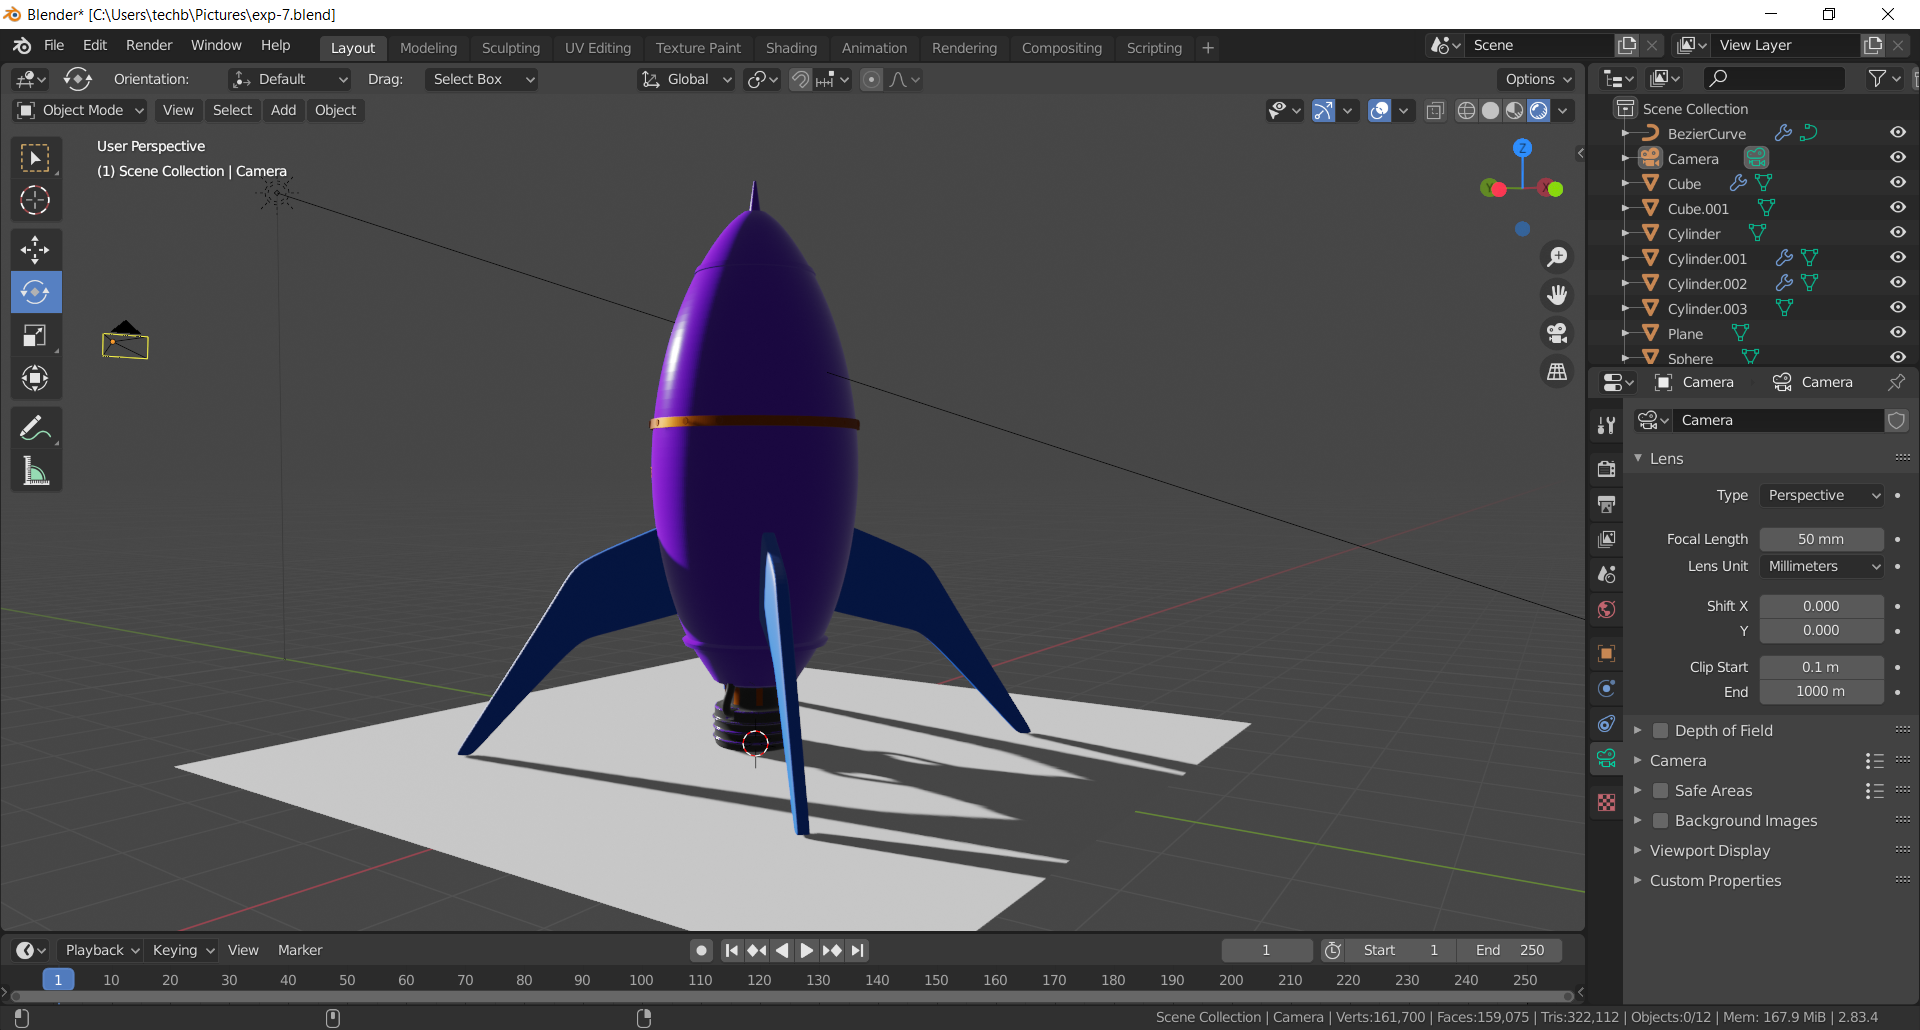 Blender* [C:\Users\techb\Pictures\exp-7.blend]
File Edit Render Window Help Layout Modeling Sculpting UV Editing Texture Paint Shading Animation Rendering Compositing Scripting + Scene View Layer
Orientation: Default Drag: Select Box Global Options
Object Mode View Select Add Object
User Perspective
(1) Scene Collection | Camera
Z
Y
X
Scene Collection
BezierCurve
Camera
Cube
Cube.001
Cylinder
Cylinder.001
Cylinder.002
Cylinder.003
Plane
Sphere
Camera Camera
Camera
Lens
Type Perspective
Focal Length 50 mm
Lens Unit Millimeters
Shift X 0.000
Y 0.000
Clip Start 0.1 m
End 1000 m
Depth of Field
Camera
Safe Areas
Background Images
Viewport Display
Custom Properties
Playback Keying View Marker 1 Start 1 End 250
1 10 20 30 40 50 60 70 80 90 100 110 120 130 140 150 160 170 180 190 200 210 220 230 240 250
Scene Collection | Camera | Verts:161,700 | Faces:159,075 | Tris:322,112 | Objects:0/12 | Mem: 167.9 MiB | 2.83.4